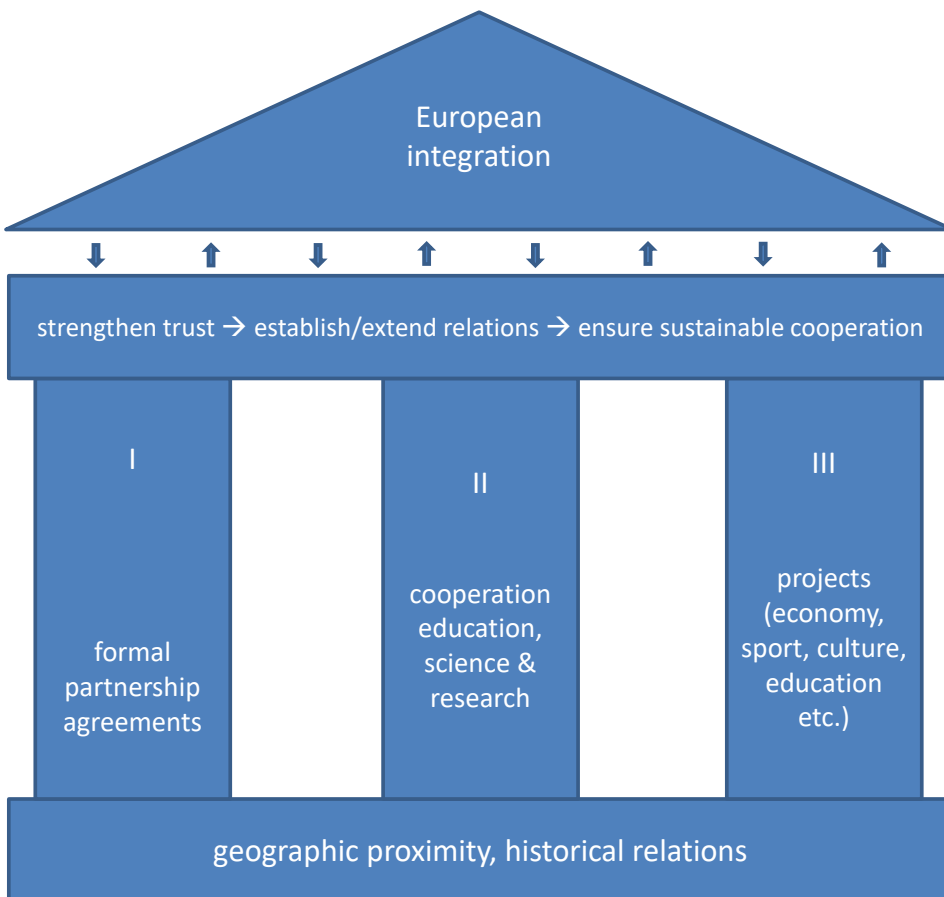 European
integration
strengthen trust → establish/extend relations → ensure sustainable cooperation
I
formal
partnership
agreements
II
cooperation
education,
science &
research
III
projects
(economy,
sport, culture,
education
etc.)
geographic proximity, historical relations